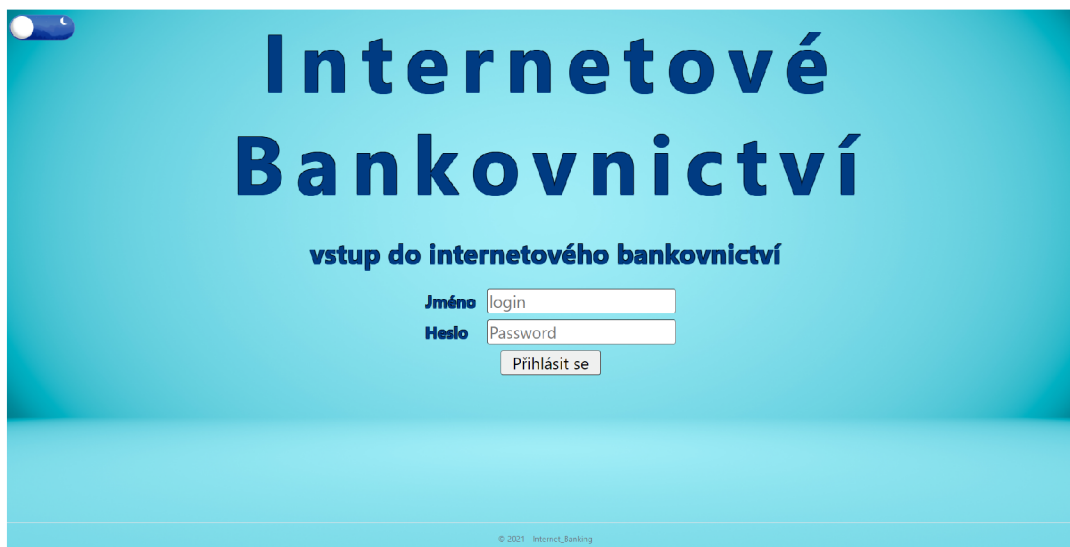 Internetové
Bankovnictví
vstup do internetového bankovnictví
Jméno login
Heslo Password
Přihlásit se
© 2021 Internet_Banking